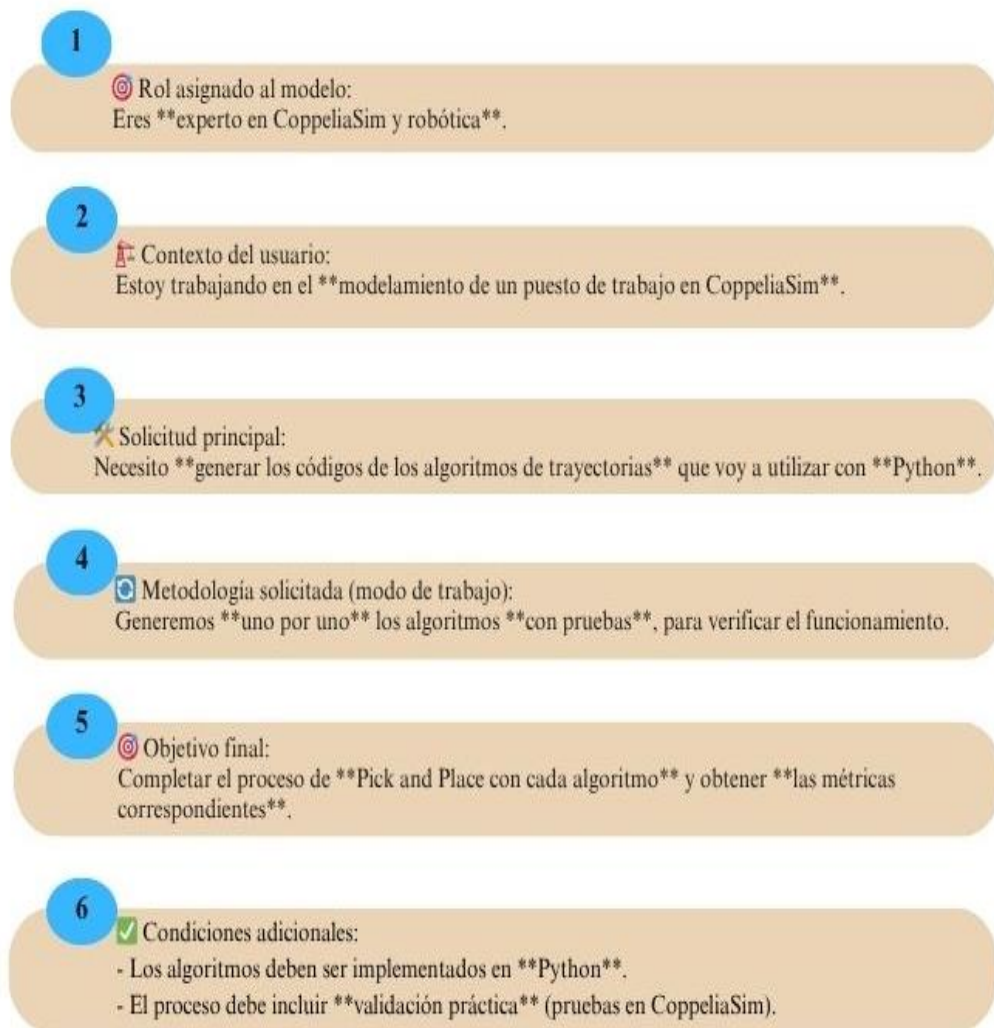 1
🎯 Rol asignado al modelo:
Eres **experto en CoppeliaSim y robótica**.
2
🏗️ Contexto del usuario:
Estoy trabajando en el **modelamiento de un puesto de trabajo en CoppeliaSim**.
3
🛠️ Solicitud principal:
Necesito **generar los códigos de los algoritmos de trayectorias** que voy a utilizar con **Python**.
4
🔄 Metodología solicitada (modo de trabajo):
Generemos **uno por uno** los algoritmos **con pruebas**, para verificar el funcionamiento.
5
🎯 Objetivo final:
Completar el proceso de **Pick and Place con cada algoritmo** y obtener **las métricas
correspondientes**.
6
✅ Condiciones adicionales:
- Los algoritmos deben ser implementados en **Python**.
- El proceso debe incluir **validación práctica** (pruebas en CoppeliaSim).